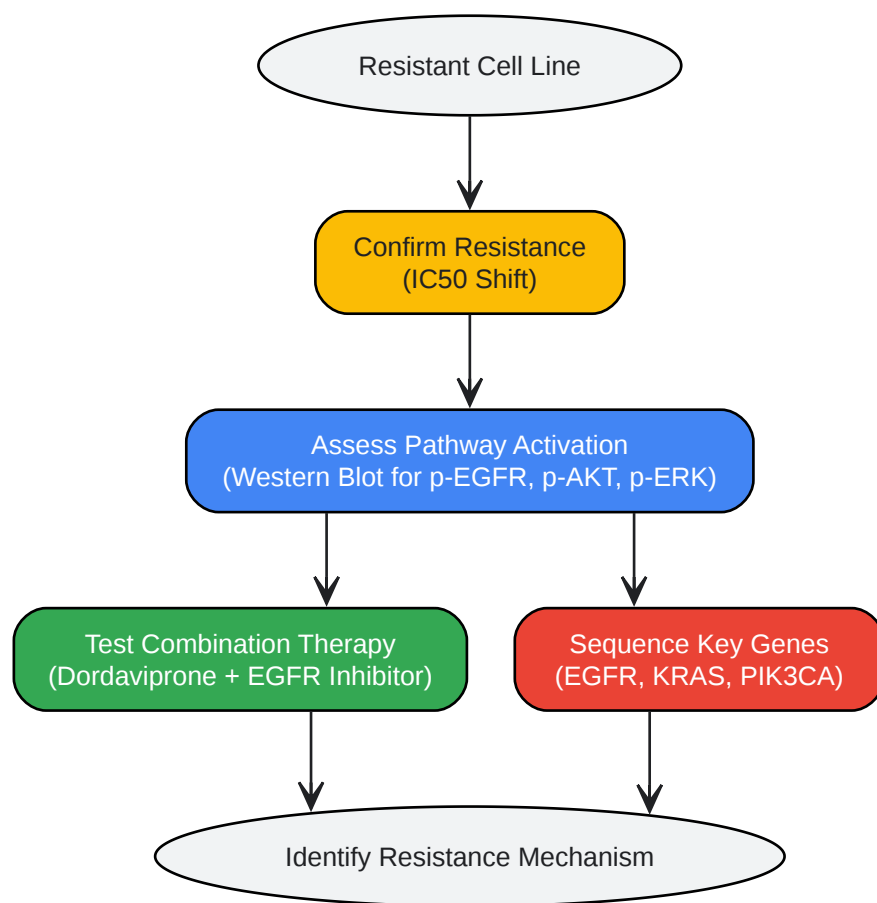 Resistant Cell Line
Confirm Resistance
(IC50 Shift)
Assess Pathway Activation
(Western Blot for p-EGFR, p-AKT, p-ERK)
Test Combination Therapy
(Dordaviprone + EGFR Inhibitor)
Sequence Key Genes
(EGFR, KRAS, PIK3CA)
Identify Resistance Mechanism